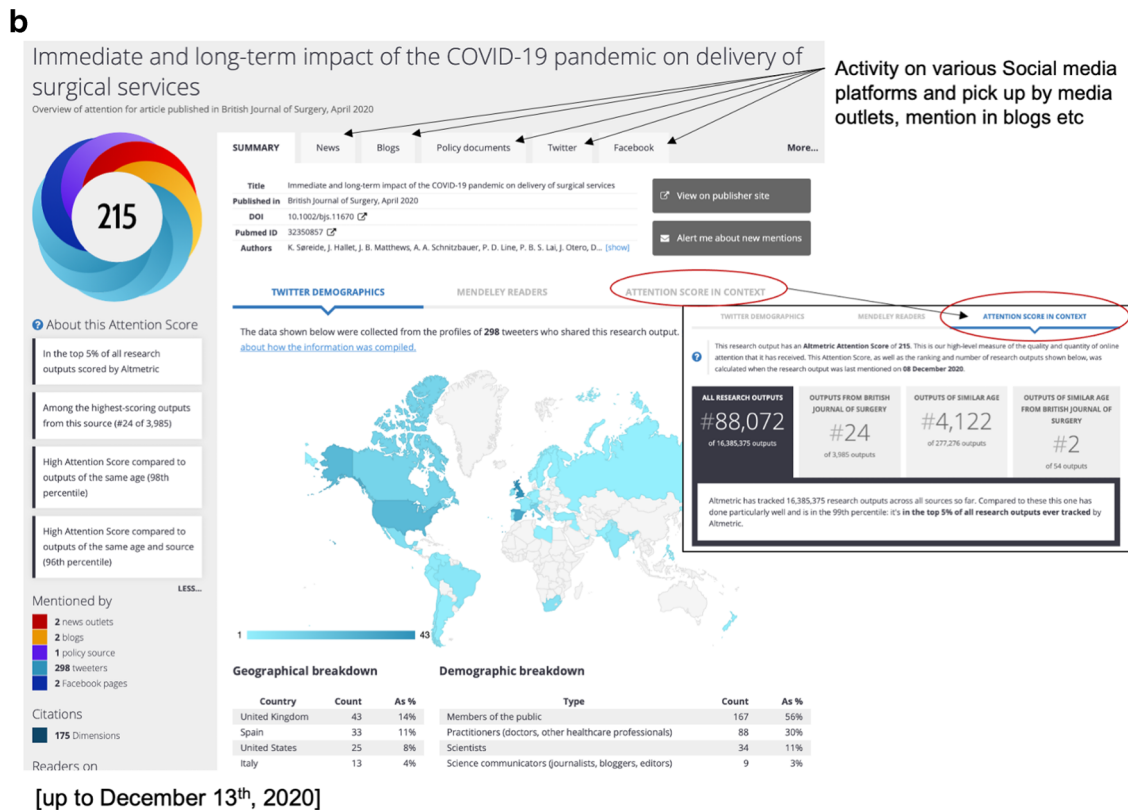 b
Immediate and long-term impact of the COVID-19 pandemic on delivery of
surgical services
Overview of attention for article published in British Journal of Surgery, April 2020
Activity on various Social media
platforms and pick up by media
outlets, mention in blogs etc
215
SUMMARY News Blogs Policy documents Twitter Facebook More...
Title Immediate and long-term impact of the COVID-19 pandemic on delivery of surgical services
Published in British Journal of Surgery, April 2020
DOI 10.1002/bjs.11670
Pubmed ID 32350857
Authors K. Søreide, J. Hallet, J. B. Matthews, A. A. Schnitzbauer, P. D. Line, P. B. S. Lai, J. Otero, D... [show]
View on publisher site
Alert me about new mentions
TWITTER DEMOGRAPHICS MENDELEY READERS ATTENTION SCORE IN CONTEXT
The data shown below were collected from the profiles of 298 tweeters who shared this research output.
about how the information was compiled.
? About this Attention Score
In the top 5% of all research
outputs scored by Altmetric
Among the highest-scoring outputs
from this source (#24 of 3,985)
High Attention Score compared to
outputs of the same age (98th
percentile)
High Attention Score compared to
outputs of the same age and source
(96th percentile)
LESS...
Mentioned by
2 news outlets
2 blogs
1 policy source
298 tweeters
2 Facebook pages
Citations
175 Dimensions
Readers on
TWITTER DEMOGRAPHICS MENDELEY READERS ATTENTION SCORE IN CONTEXT
?
This research output has an Altmetric Attention Score of 215. This is our high-level measure of the quality and quantity of online
attention that it has received. This Attention Score, as well as the ranking and number of research outputs shown below, was
calculated when the research output was last mentioned on 08 December 2020.
ALL RESEARCH OUTPUTS
#88,072
of 16,385,375 outputs
OUTPUTS FROM BRITISH
JOURNAL OF SURGERY
#24
of 3,985 outputs
OUTPUTS OF SIMILAR AGE
#4,122
of 277,276 outputs
OUTPUTS OF SIMILAR AGE
FROM BRITISH JOURNAL OF
SURGERY
#2
of 54 outputs
Altmetric has tracked 16,385,375 research outputs across all sources so far. Compared to these this one has
done particularly well and is in the 99th percentile: it's in the top 5% of all research outputs ever tracked by
Altmetric.
1 43
Geographical breakdown
Country Count As %
United Kingdom 43 14%
Spain 33 11%
United States 25 8%
Italy 13 4%
Demographic breakdown
Type Count As %
Members of the public 167 56%
Practitioners (doctors, other healthcare professionals) 88 30%
Scientists 34 11%
Science communicators (journalists, bloggers, editors) 9 3%
[up to December 13th, 2020]